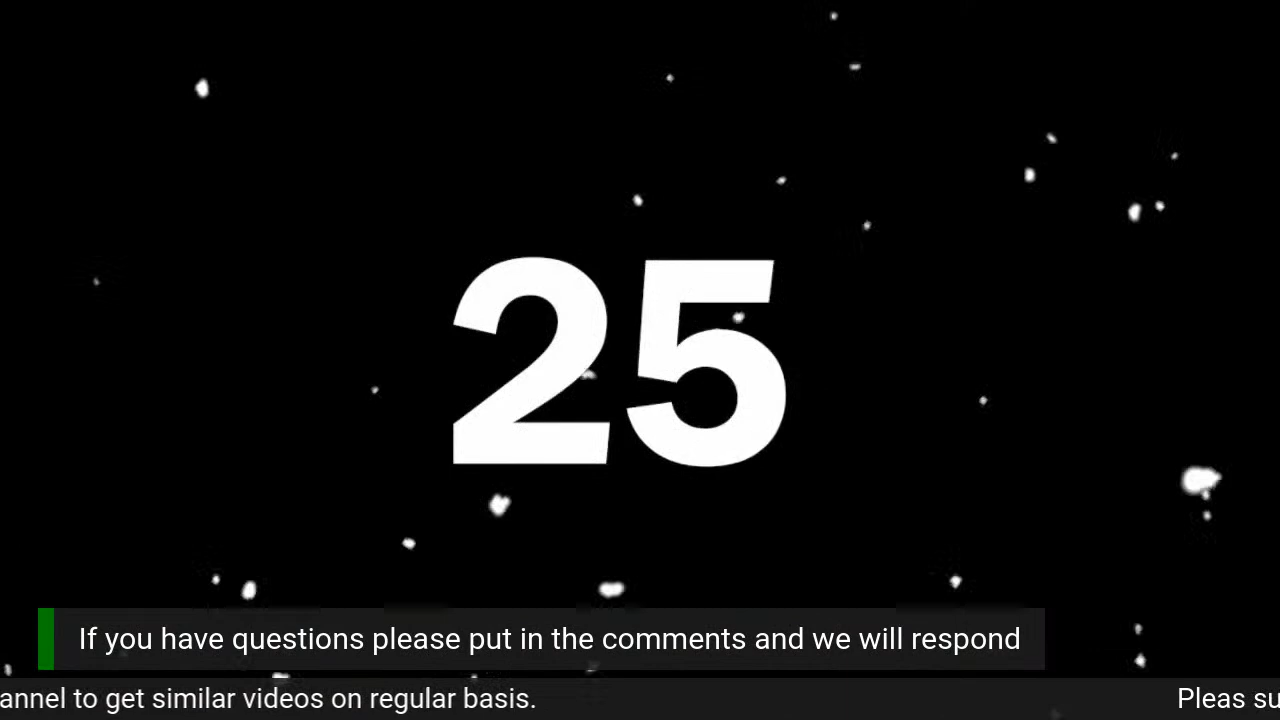 25
If you have questions please put in the comments and we will respond
annel to get similar videos on regular basis. Pleas su